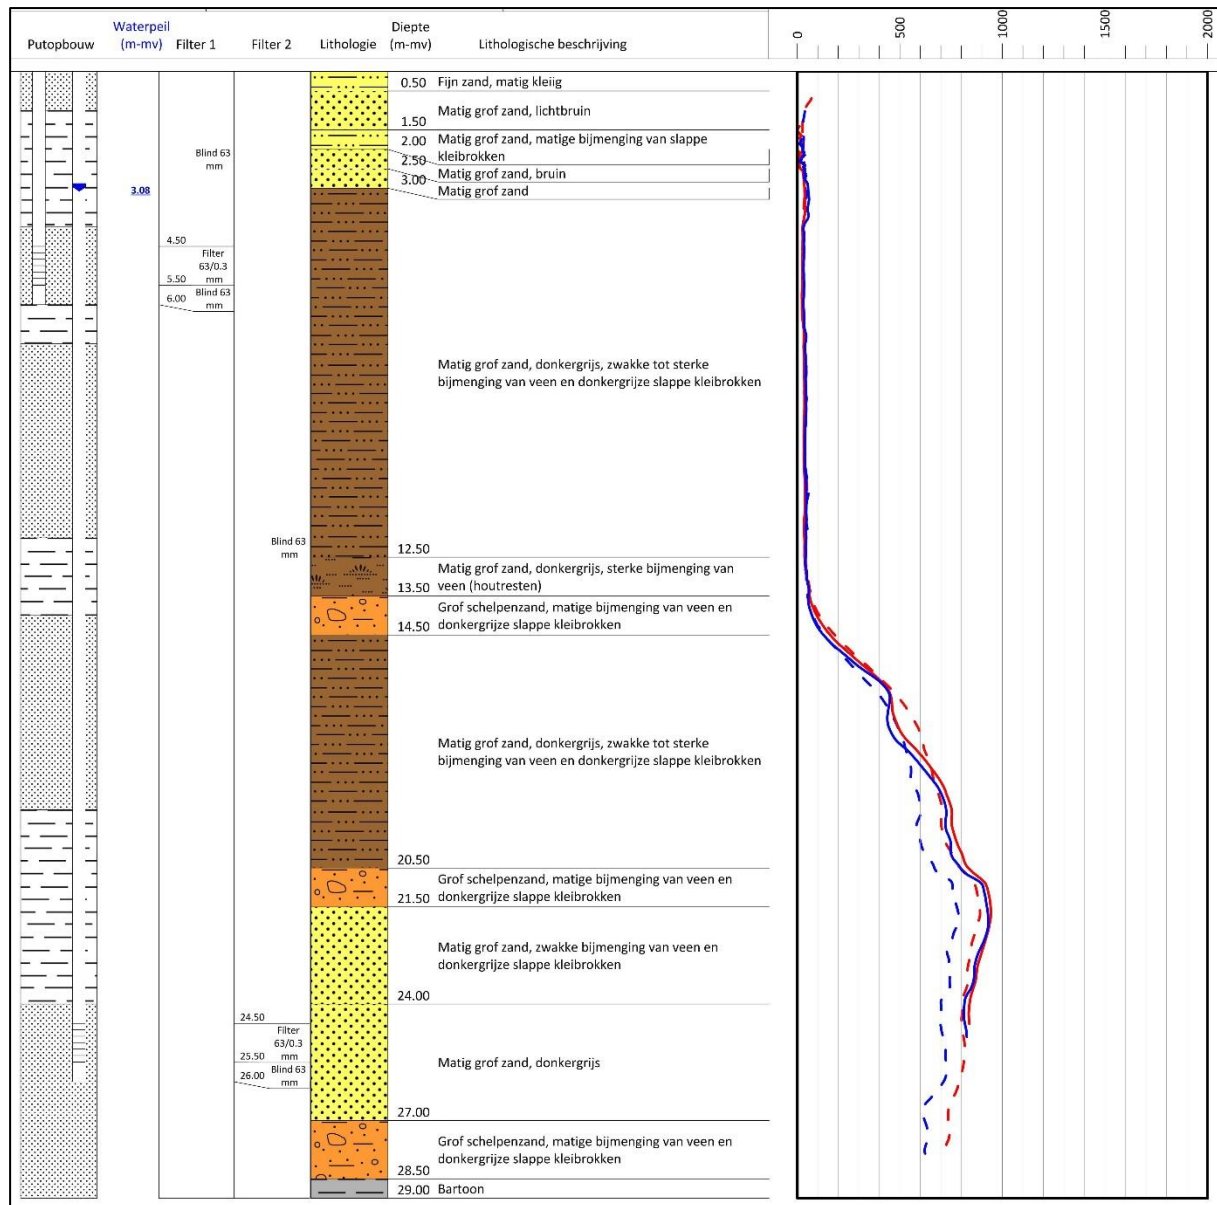 Putopbouw
Waterpeil
(m-mv)
Filter 1
Filter 2
Lithologie
Diepte
(m-mv)
Lithologische beschrijving
0
500
1000
1500
2000
0.50 Fijn zand, matig kleiig
Matig grof zand, lichtbruin
1.50
2.00 Matig grof zand, matige bijmenging van slappe
kleibrokken
2.50
Matig grof zand, bruin
3.00
Matig grof zand
Blind 63
mm
3.08
4.50
Filter
63/0.3
mm
5.50
Blind 63
mm
6.00
Matig grof zand, donkergrijs, zwakke tot sterke
bijmenging van veen en donkergrijze slappe kleibrokken
Blind 63
mm
12.50
Matig grof zand, donkergrijs, sterke bijmenging van
veen (houtresten)
13.50
Grof schelpenzand, matige bijmenging van veen en
donkergrijze slappe kleibrokken
14.50
Matig grof zand, donkergrijs, zwakke tot sterke
bijmenging van veen en donkergrijze slappe kleibrokken
20.50
Grof schelpenzand, matige bijmenging van veen en
donkergrijze slappe kleibrokken
21.50
Matig grof zand, zwakke bijmenging van veen en
donkergrijze slappe kleibrokken
24.00
24.50
Filter
63/0.3
mm
25.50
Blind 63
mm
26.00
Matig grof zand, donkergrijs
27.00
Grof schelpenzand, matige bijmenging van veen en
donkergrijze slappe kleibrokken
28.50
29.00 Bartoon